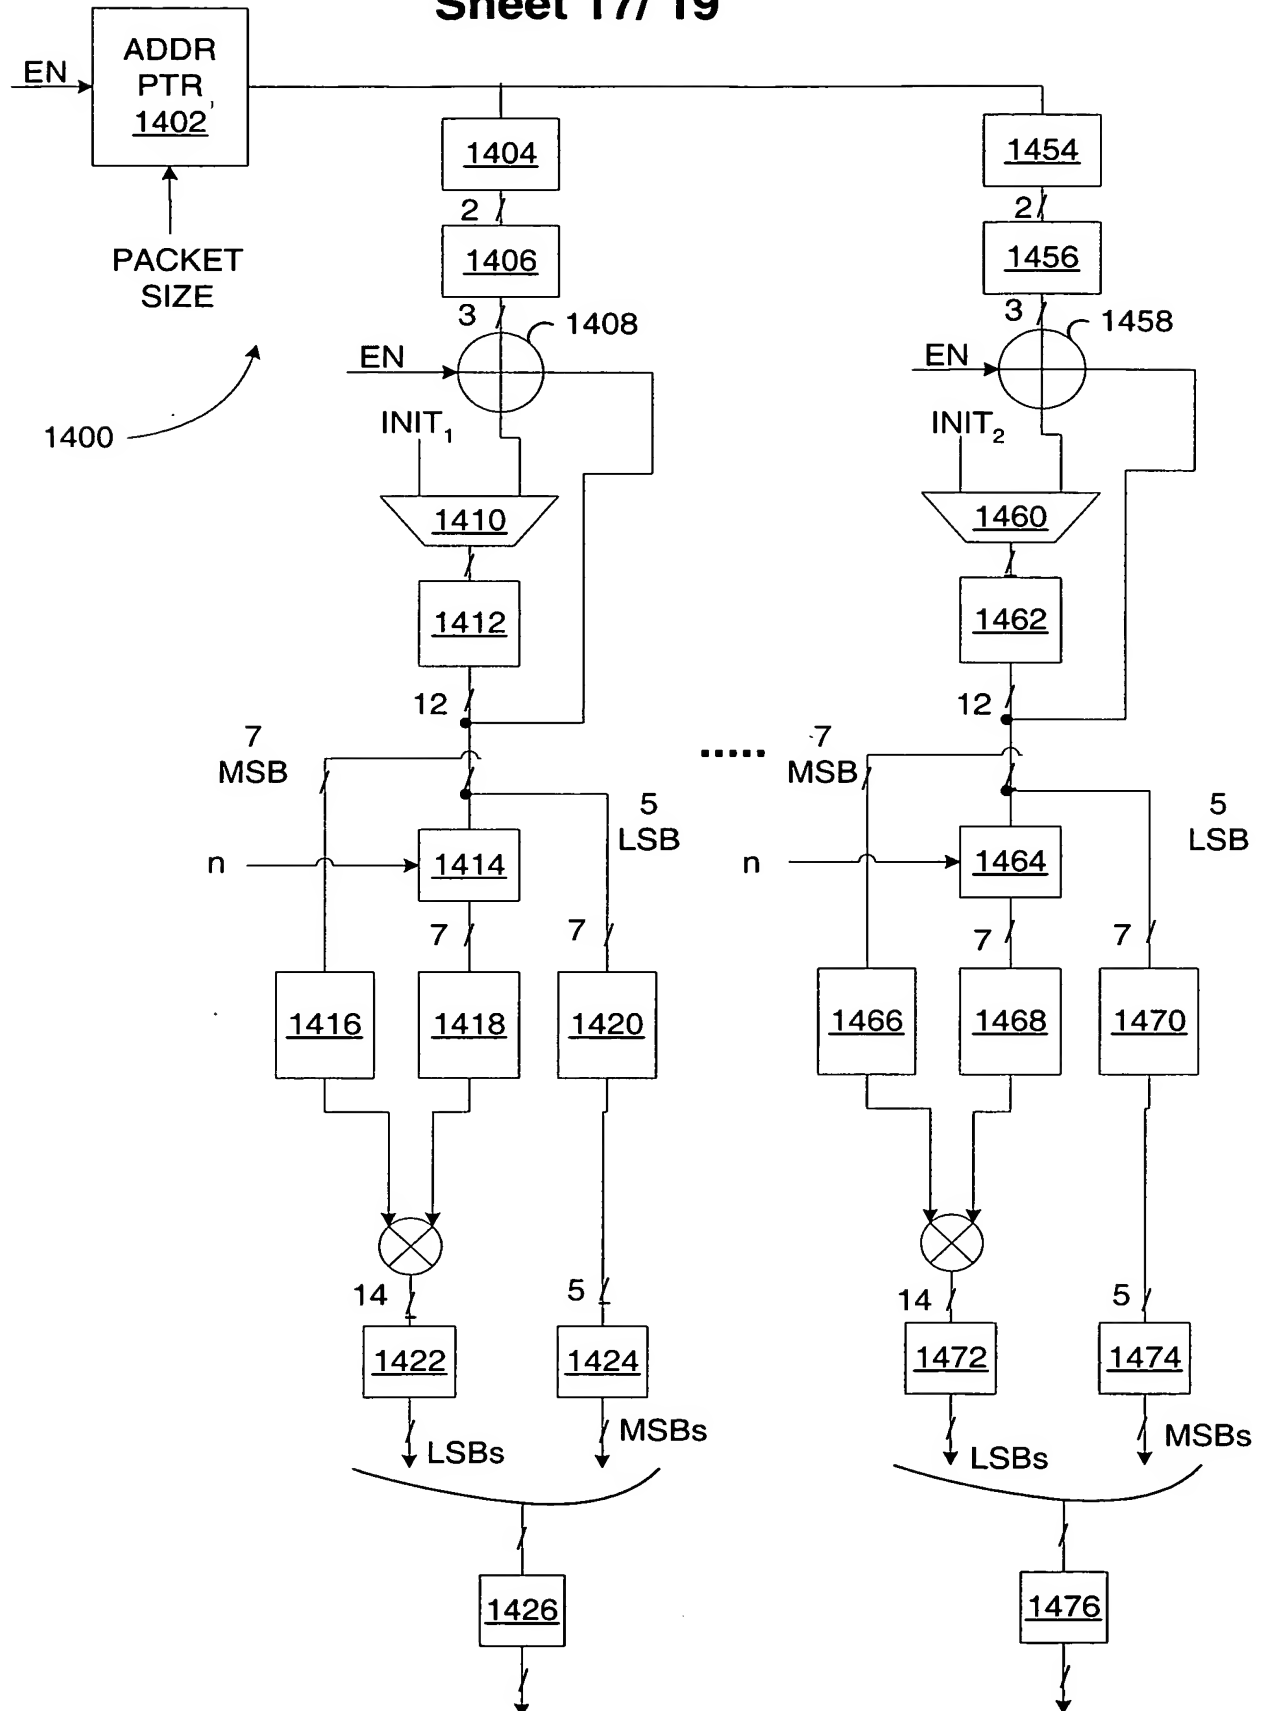 Sheet 17/ 19
EN
ADDR
PTR
1402'
PACKET
SIZE
1400
1404
2
1406
3
1408
EN
INIT1
1410
1412
12
7
MSB
5
LSB
n
1414
7
7
1416
1418
1420
14
5
1422
1424
LSBs
MSBs
1426
.....
1454
2
1456
3
1458
EN
INIT2
1460
1462
12
7
MSB
5
LSB
n
1464
7
7
1466
1468
1470
14
5
1472
1474
LSBs
MSBs
1476